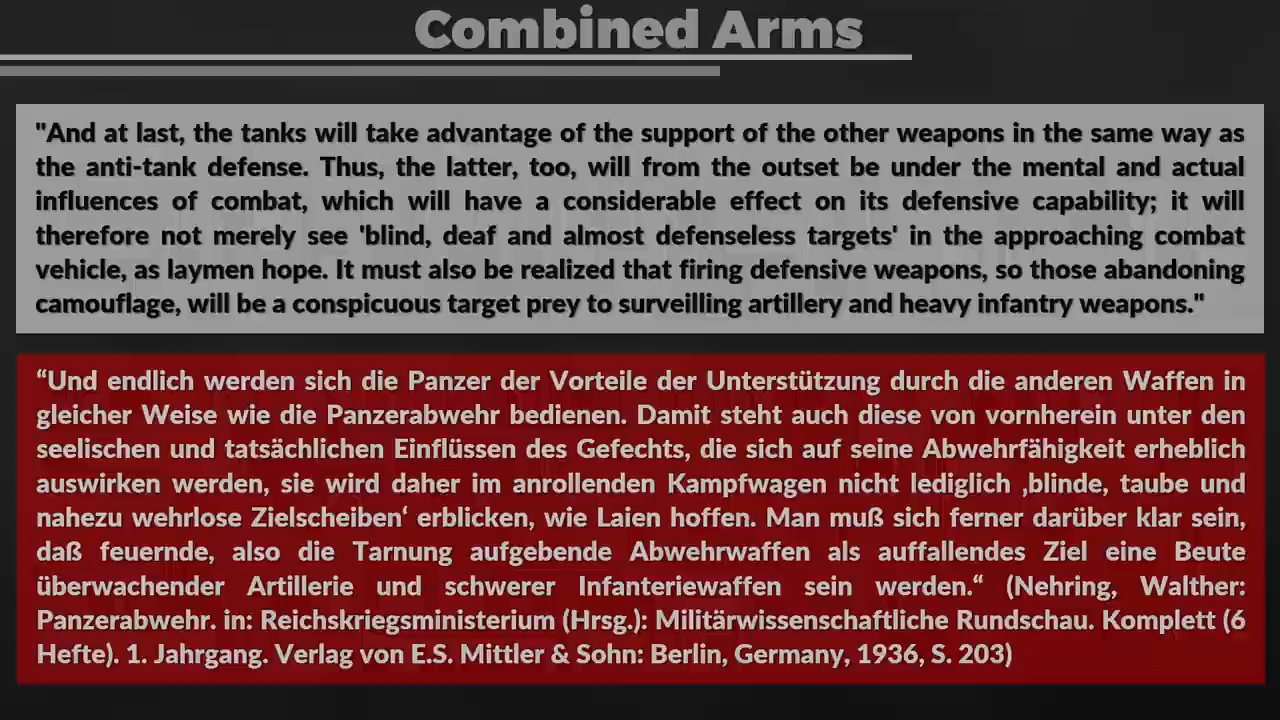 Combined Arms
"And at last, the tanks will take advantage of the support of the other weapons in the same way as
the anti-tank defense. Thus, the latter, too, will from the outset be under the mental and actual
influences of combat, which will have a considerable effect on its defensive capability; it will
therefore not merely see 'blind, deaf and almost defenseless targets' in the approaching combat
vehicle, as laymen hope. It must also be realized that firing defensive weapons, so those abandoning
camouflage, will be a conspicuous target prey to surveilling artillery and heavy infantry weapons."
“Und endlich werden sich die Panzer der Vorteile der Unterstützung durch die anderen Waffen in
gleicher Weise wie die Panzerabwehr bedienen. Damit steht auch diese von vornherein unter den
seelischen und tatsächlichen Einflüssen des Gefechts, die sich auf seine Abwehrfähigkeit erheblich
auswirken werden, sie wird daher im anrollenden Kampfwagen nicht lediglich ‚blinde, taube und
nahezu wehrlose Zielscheiben‘ erblicken, wie Laien hoffen. Man muß sich ferner darüber klar sein,
daß feuernde, also die Tarnung aufgebende Abwehrwaffen als auffallendes Ziel eine Beute
überwachender Artillerie und schwerer Infanteriewaffen sein werden.“ (Nehring, Walther:
Panzerabwehr. in: Reichskriegsministerium (Hrsg.): Militärwissenschaftliche Rundschau. Komplett (6
Hefte). 1. Jahrgang. Verlag von E.S. Mittler & Sohn: Berlin, Germany, 1936, S. 203)